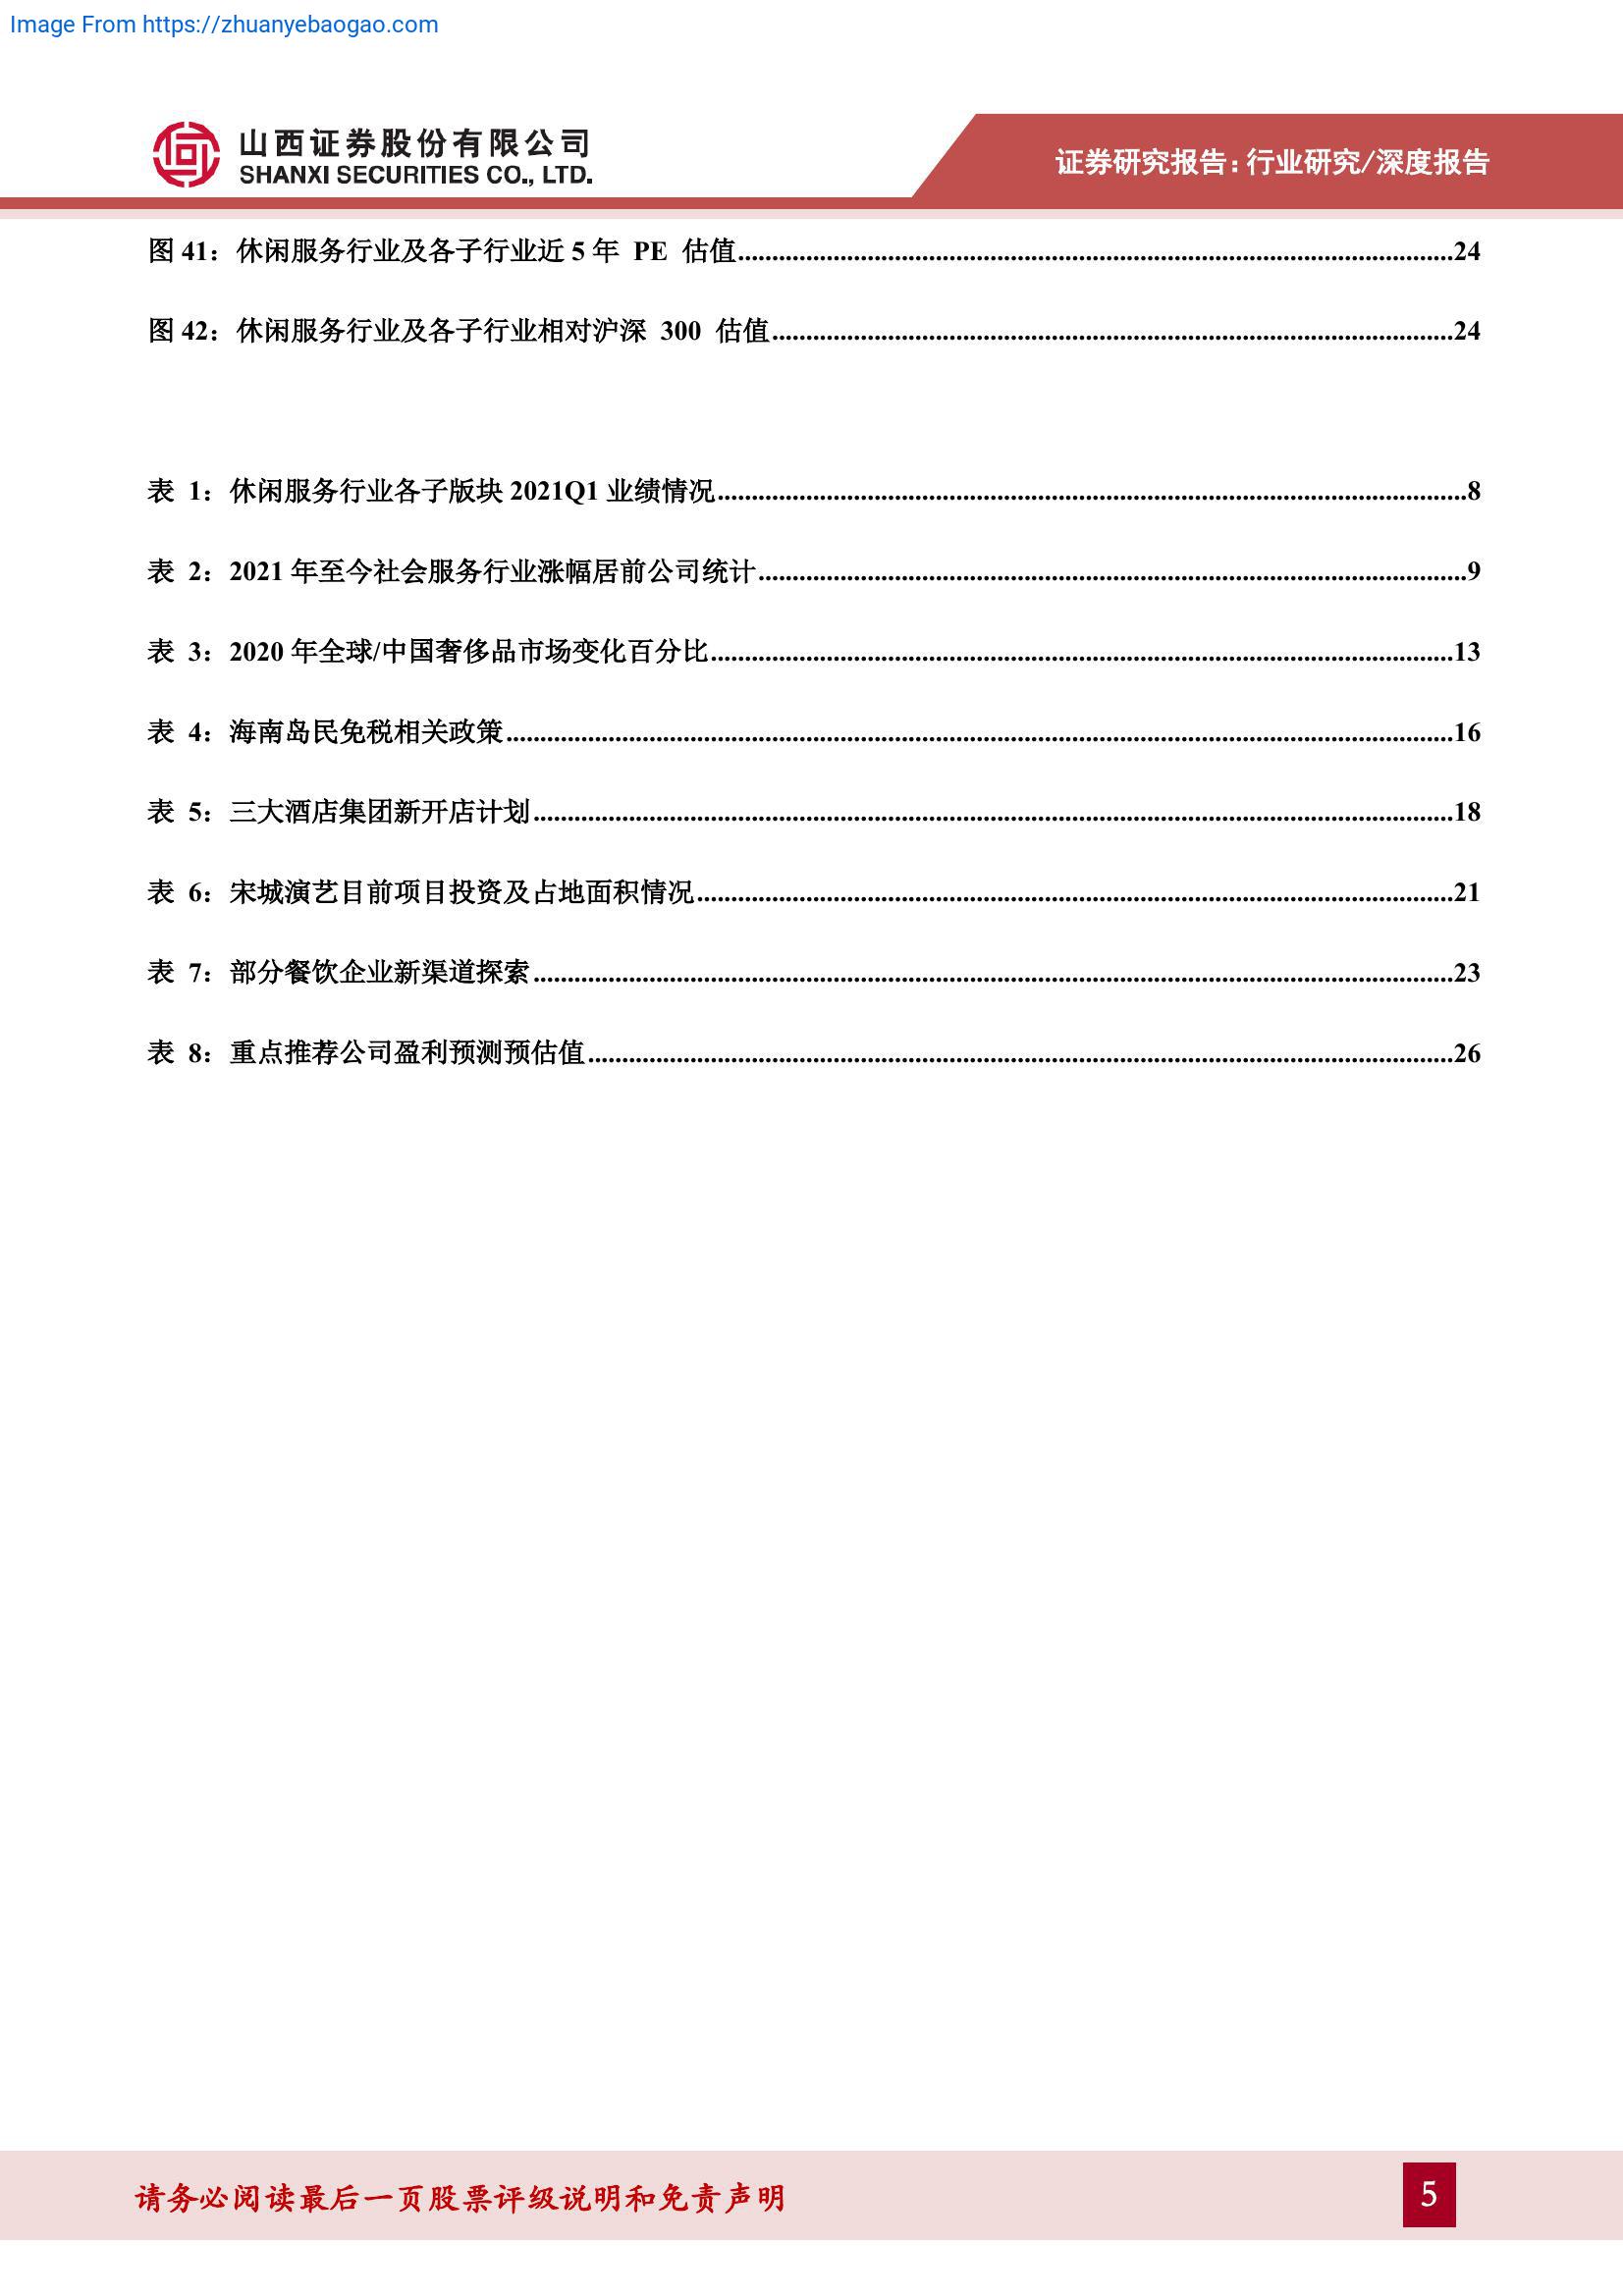 Image From https://zhuanyebaogao.com
山西证券股份有限公司
SHANXI SECURITIES CO., LTD.
证券研究报告：行业研究/深度报告
图 41：休闲服务行业及各子行业近 5 年 PE 估值........................24
图 42：休闲服务行业及各子行业相对沪深 300 估值........................24
表 1：休闲服务行业各子版块 2021Q1 业绩情况........................8
表 2：2021 年至今社会服务行业涨幅居前公司统计........................9
表 3：2020 年全球/中国奢侈品市场变化百分比........................13
表 4：海南岛民免税相关政策........................16
表 5：三大酒店集团新开店计划........................18
表 6：宋城演艺目前项目投资及占地面积情况........................21
表 7：部分餐饮企业新渠道探索........................23
表 8：重点推荐公司盈利预测预估值........................26
请务必阅读最后一页股票评级说明和免责声明
5